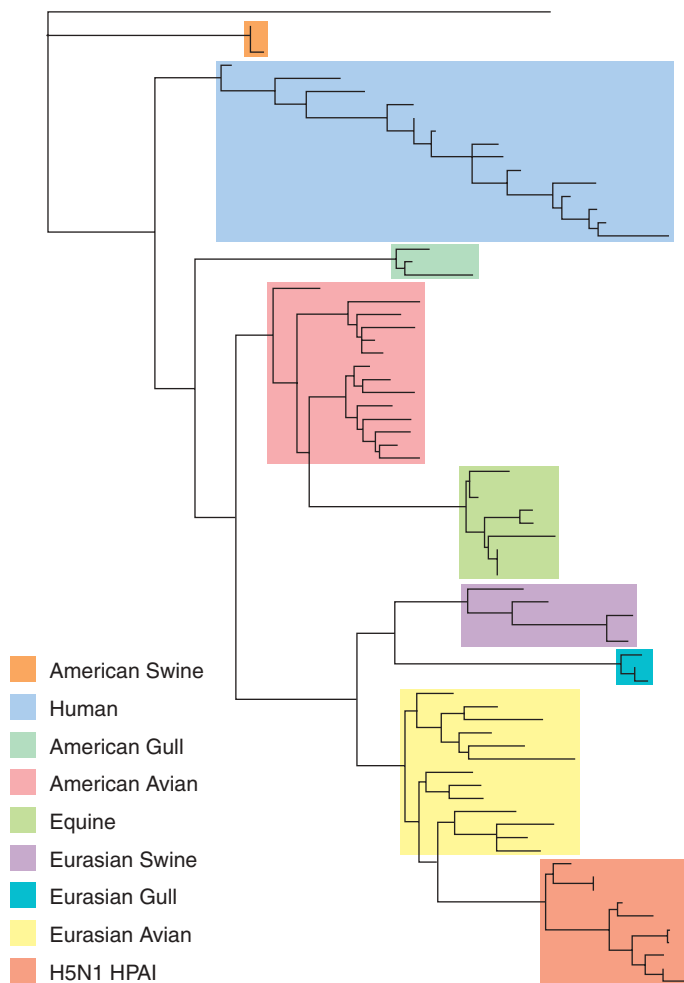 American Swine
Human
American Gull
American Avian
Equine
Eurasian Swine
Eurasian Gull
Eurasian Avian
H5N1 HPAI